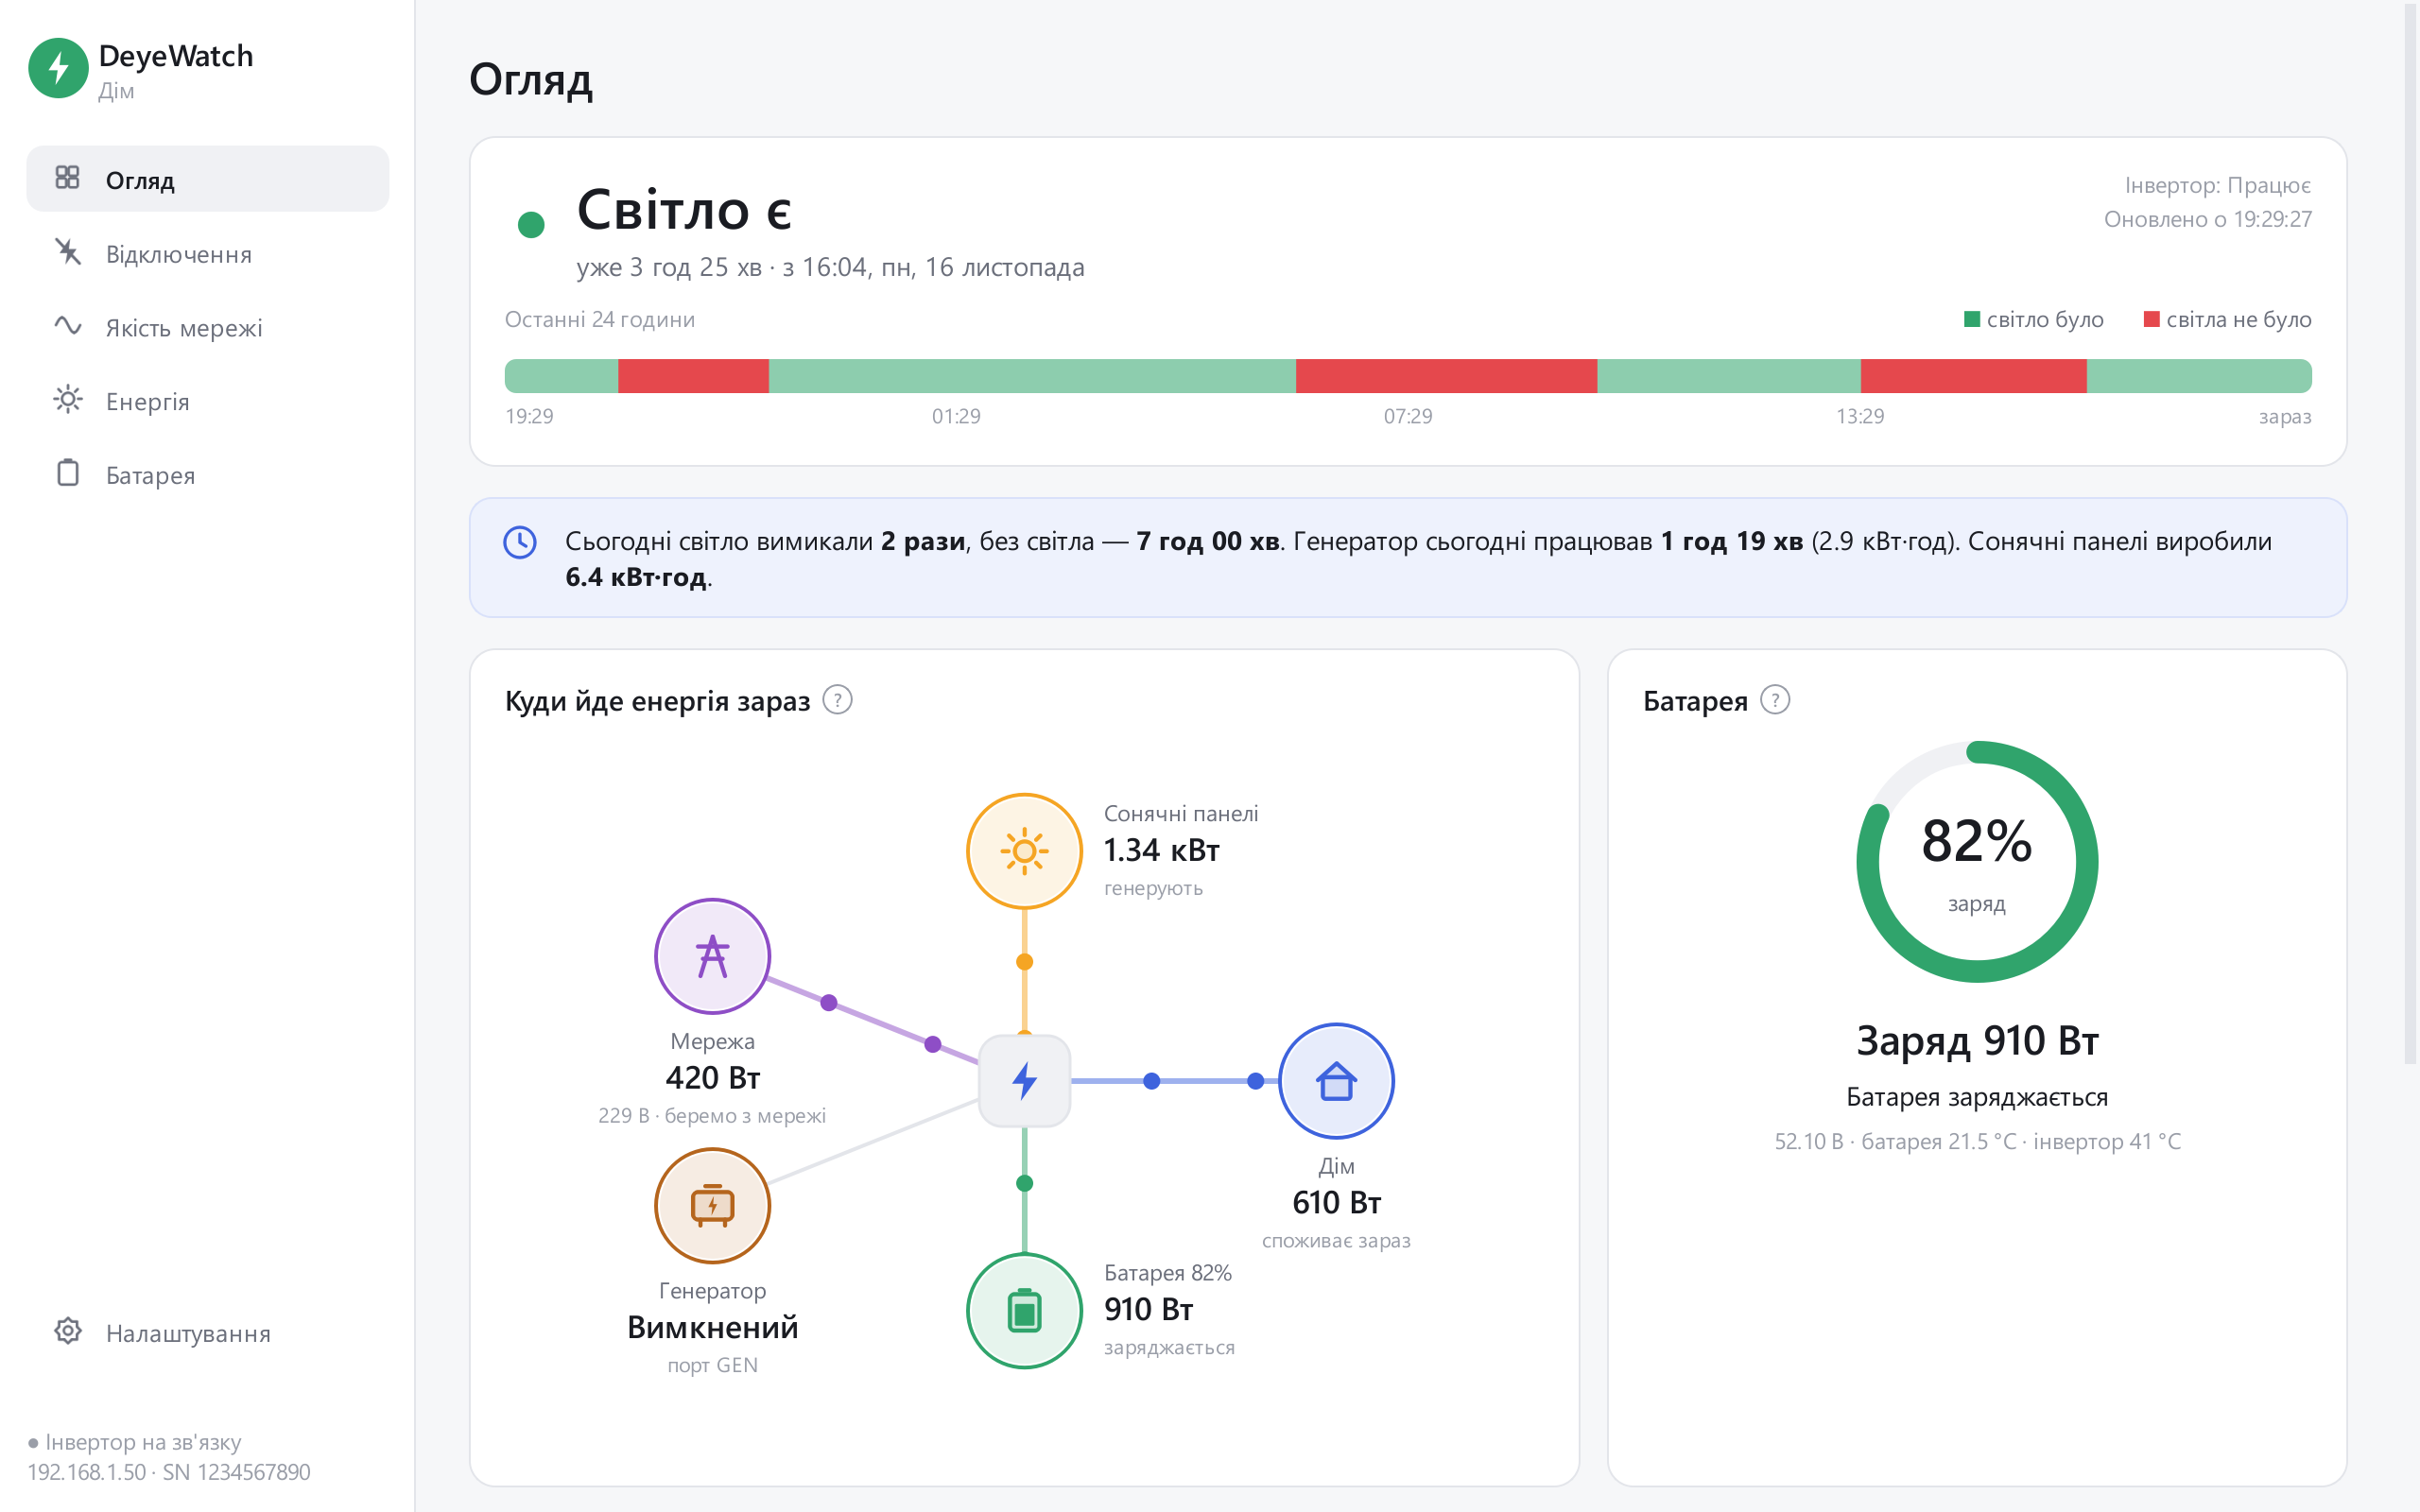 DeyeWatch
Дім
Огляд
Відключення
Якість мережі
Енергія
Батарея
Налаштування
● Інвертор на зв'язку
192.168.1.50 · SN 1234567890
Огляд
Світло є
уже 3 год 25 хв · з 16:04, пн, 16 листопада
Інвертор: Працює
Оновлено о 19:29:27
Останні 24 години
світло було
світла не було
19:29
01:29
07:29
13:29
зараз
Сьогодні світло вимикали 2 рази, без світла — 7 год 00 хв. Генератор сьогодні працював 1 год 19 хв (2.9 кВт·год). Сонячні панелі виробили
6.4 кВт·год.
Куди йде енергія зараз ?
Сонячні панелі
1.34 кВт
генерують
Мережа
420 Вт
229 В · беремо з мережі
Дім
610 Вт
споживає зараз
Генератор
Вимкнений
порт GEN
Батарея 82%
910 Вт
заряджається
Батарея ?
82%
заряд
Заряд 910 Вт
Батарея заряджається
52.10 В · батарея 21.5 °C · інвертор 41 °C